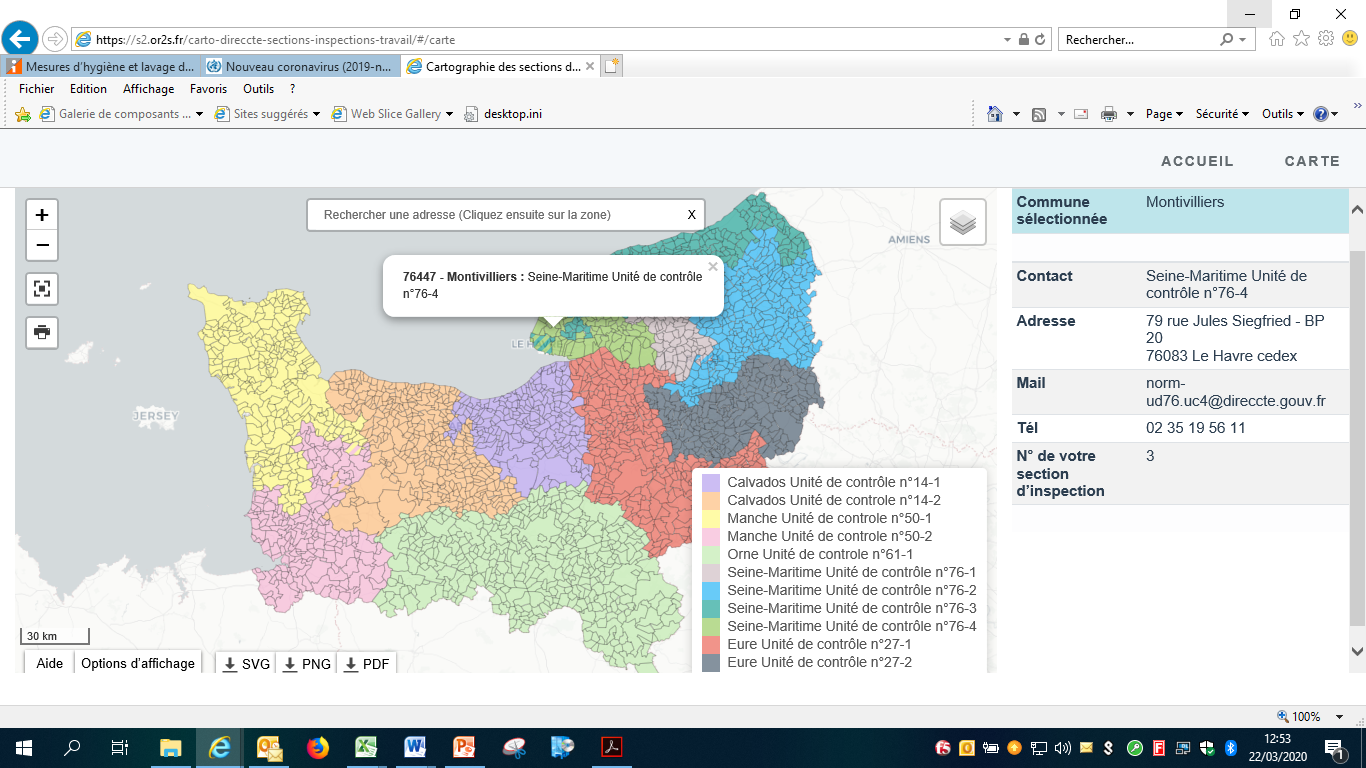 https://s2.or2s.fr/carto-direccte-sections-inspections-travail/#/carte
Rechercher...
Mesures d'hygiène et lavage d...
Nouveau coronavirus (2019-n...
Cartographie des sections d...
Fichier Edition Affichage Favoris Outils ?
Galerie de composants ...
Sites suggérés
Web Slice Gallery
desktop.ini
Page Sécurité Outils
ACCUEIL CARTE
+
−
Rechercher une adresse (Cliquez ensuite sur la zone) X
AMIENS
76447 - Montivilliers : Seine-Maritime Unité de contrôle
n°76-4
LE H
JERSEY
Calvados Unité de contrôle n°14-1
Calvados Unité de contrôle n°14-2
Manche Unité de controle n°50-1
Manche Unité de controle n°50-2
Orne Unité de controle n°61-1
Seine-Maritime Unité de contrôle n°76-1
Seine-Maritime Unité de contrôle n°76-2
Seine-Maritime Unité de contrôle n°76-3
Seine-Maritime Unité de contrôle n°76-4
Eure Unité de contrôle n°27-1
Eure Unité de contrôle n°27-2
30 km
Aide Options d'affichage SVG PNG PDF
Commune sélectionnée Montivilliers
Contact Seine-Maritime Unité de
contrôle n°76-4
Adresse 79 rue Jules Siegfried - BP
20
76083 Le Havre cedex
Mail norm-
ud76.uc4@direccte.gouv.fr
Tél 02 35 19 56 11
N° de votre section d'inspection 3
100%
12:53
22/03/2020